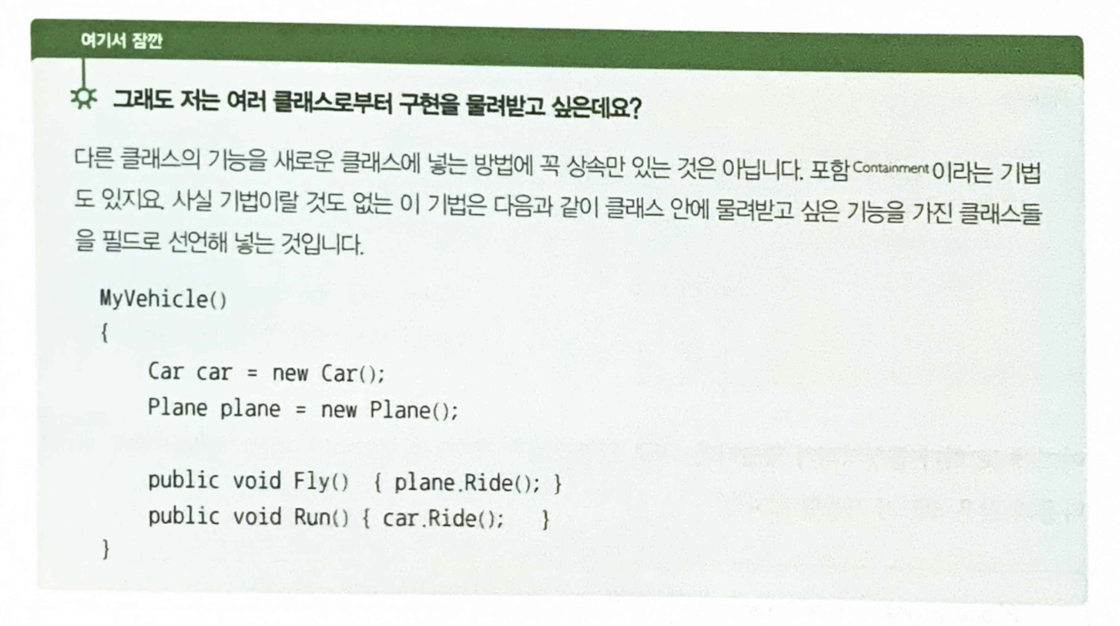 여기서 잠깐
그래도 저는 여러 클래스로부터 구현을 물려받고 싶은데요?
다른 클래스의 기능을 새로운 클래스에 넣는 방법에 꼭 상속만 있는 것은 아닙니다. 포함Containment이라는 기법
도 있지요. 사실 기법이랄 것도 없는 이 기법은 다음과 같이 클래스 안에 물려받고 싶은 기능을 가진 클래스들
을 필드로 선언해 넣는 것입니다.
MyVehicle()
{
Car car = new Car();
Plane plane = new Plane();
public void Fly() { plane.Ride(); }
public void Run() { car.Ride(); }
}